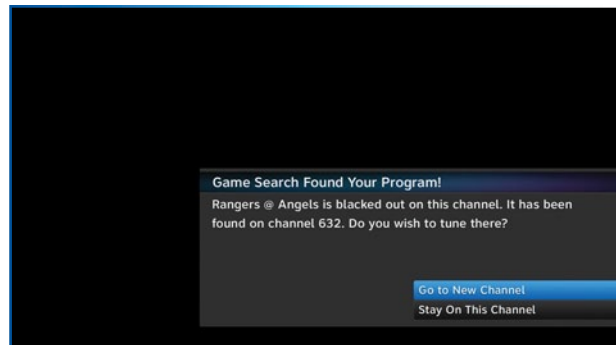 Game Search Found Your Program!
Rangers @ Angels is blacked out on this channel. It has been
found on channel 632. Do you wish to tune there?
Go to New Channel
Stay On This Channel